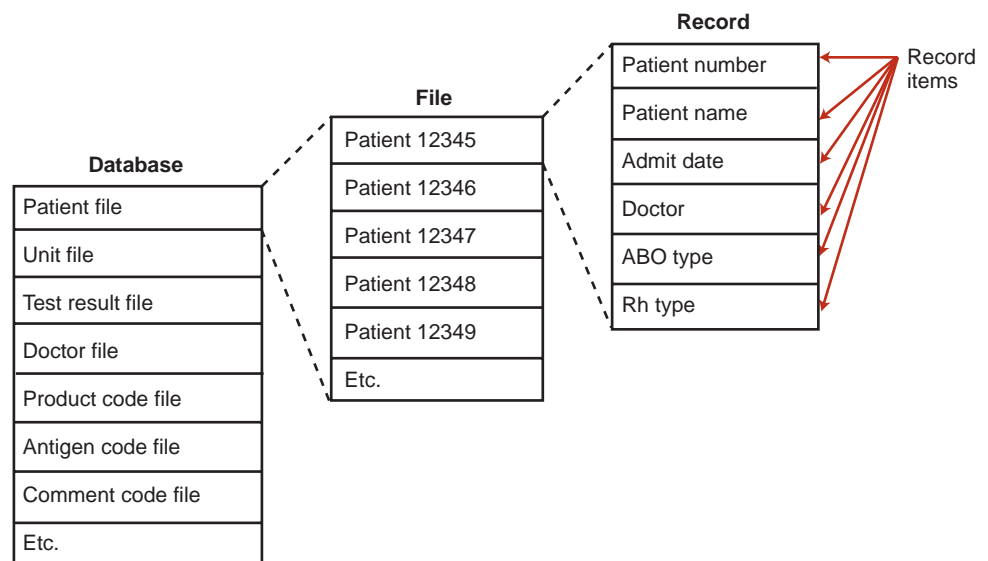 Database
Patient file
Unit file
Test result file
Doctor file
Product code file
Antigen code file
Comment code file
Etc.
File
Patient 12345
Patient 12346
Patient 12347
Patient 12348
Patient 12349
Etc.
Record
Patient number
Patient name
Admit date
Doctor
ABO type
Rh type
Record
items